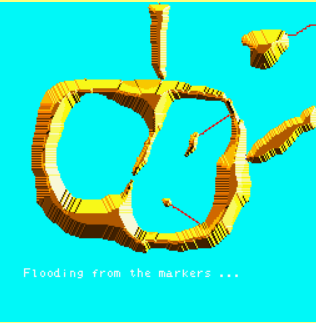 Flooding from the markers ...